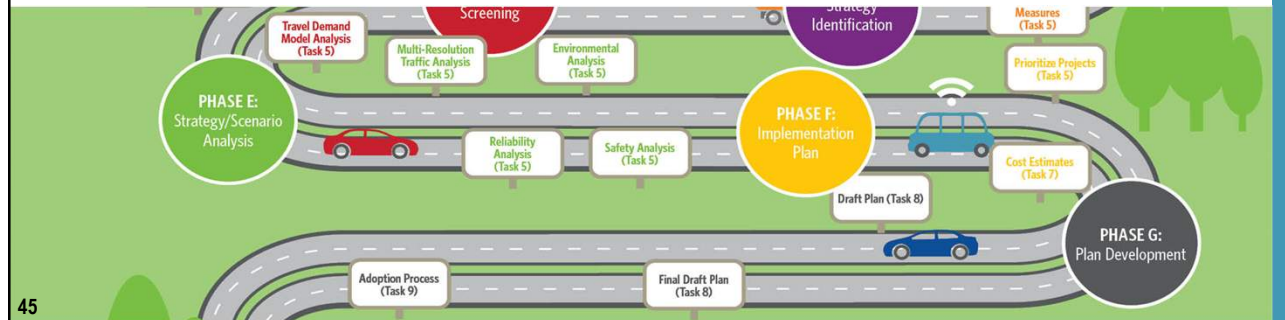 Screening
Strategy
Identification
Measures
(Task 5)
Travel Demand
Model Analysis
(Task 5)
Multi-Resolution
Traffic Analysis
(Task 5)
Environmental
Analysis
(Task 5)
Prioritize Projects
(Task 5)
PHASE E:
Strategy/Scenario
Analysis
PHASE F:
Implementation
Plan
Reliability
Analysis
(Task 5)
Safety Analysis
(Task 5)
Cost Estimates
(Task 7)
Draft Plan (Task 8)
PHASE G:
Plan Development
Adoption Process
(Task 9)
Final Draft Plan
(Task 8)
45